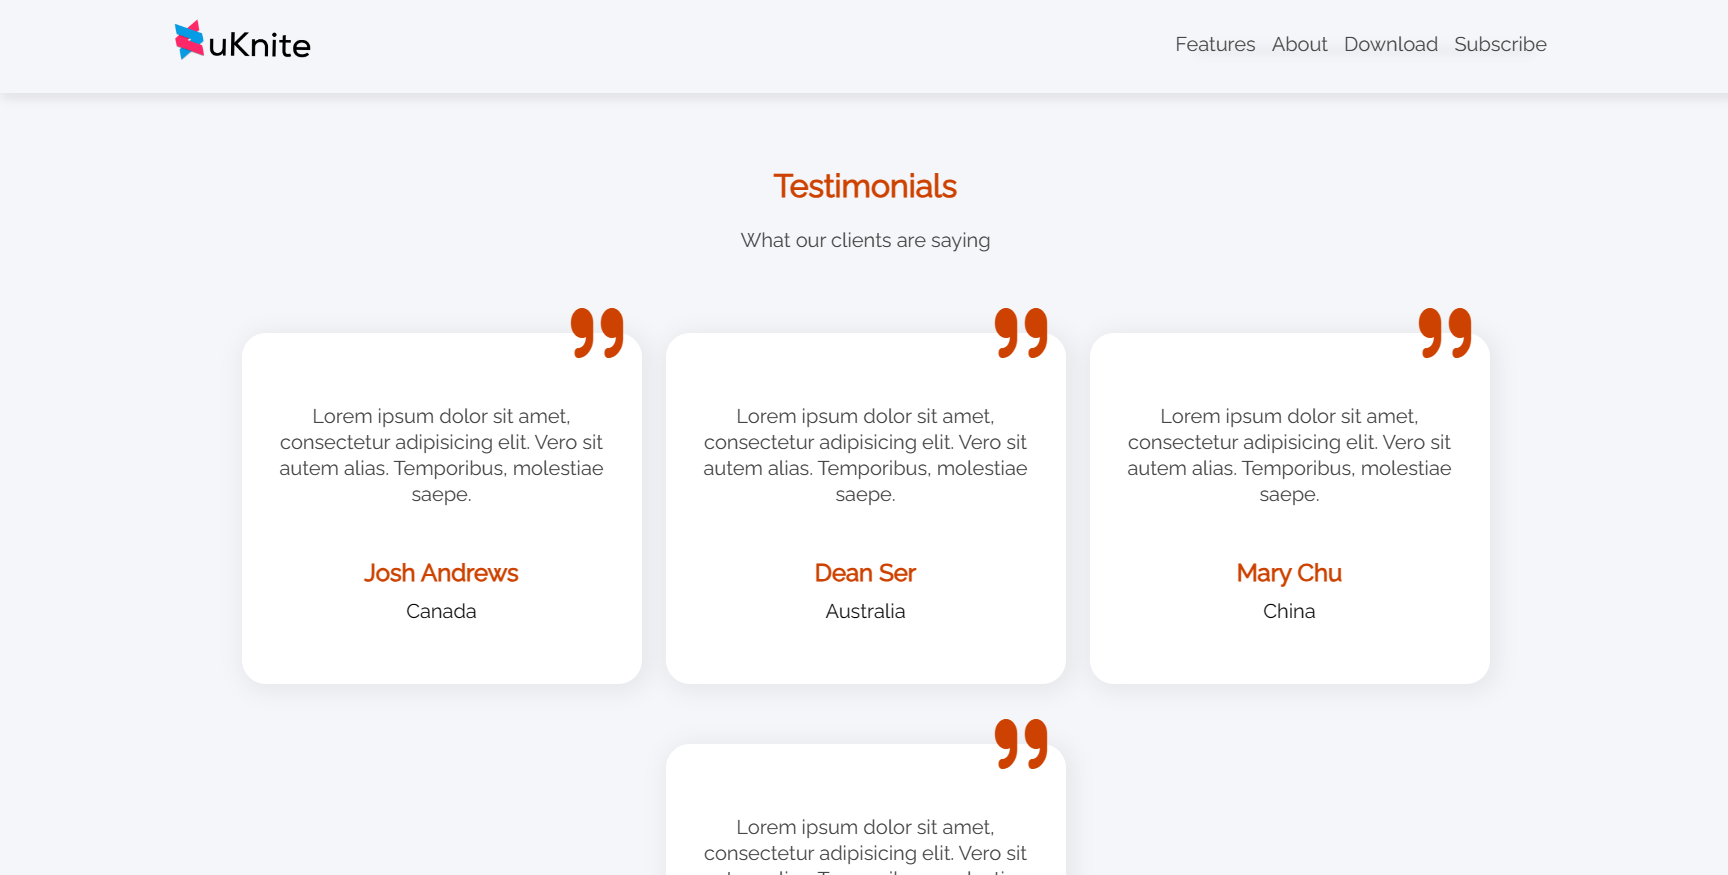 uKnite
Features About Download Subscribe
Testimonials
What our clients are saying
Lorem ipsum dolor sit amet,
consectetur adipisicing elit. Vero sit
autem alias. Temporibus, molestiae
saepe.
Josh Andrews
Canada
Lorem ipsum dolor sit amet,
consectetur adipisicing elit. Vero sit
autem alias. Temporibus, molestiae
saepe.
Dean Ser
Australia
Lorem ipsum dolor sit amet,
consectetur adipisicing elit. Vero sit
autem alias. Temporibus, molestiae
saepe.
Mary Chu
China
Lorem ipsum dolor sit amet,
consectetur adipisicing elit. Vero sit